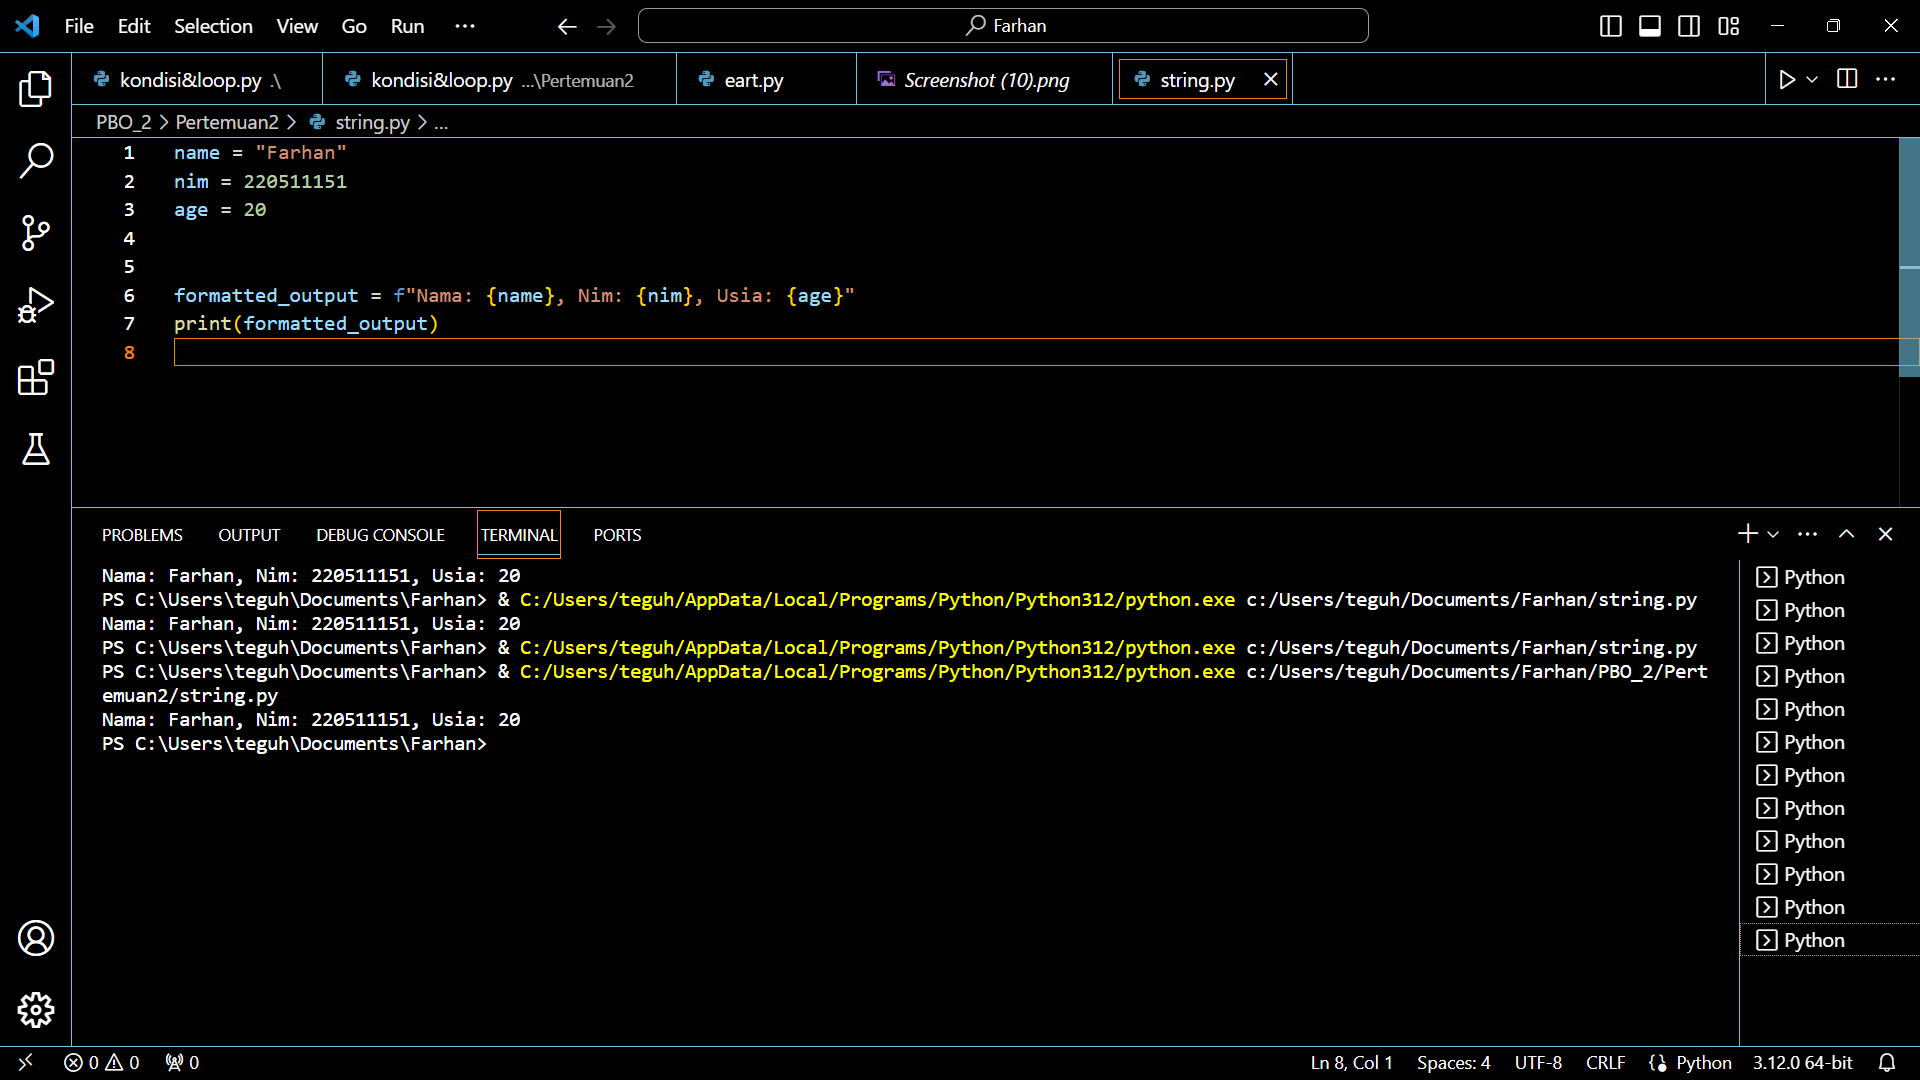 File Edit Selection View Go Run ··· Farhan
kondisi&loop.py .\ kondisi&loop.py ...\Pertemuan2 eart.py Screenshot (10).png string.py
PBO_2 > Pertemuan2 > string.py > ...
1 name = "Farhan"
2 nim = 220511151
3 age = 20
4
5
6 formatted_output = f"Nama: {name}, Nim: {nim}, Usia: {age}"
7 print(formatted_output)
8
PROBLEMS OUTPUT DEBUG CONSOLE TERMINAL PORTS
Nama: Farhan, Nim: 220511151, Usia: 20
PS C:\Users\teguh\Documents\Farhan> & C:/Users/teguh/AppData/Local/Programs/Python/Python312/python.exe c:/Users/teguh/Documents/Farhan/string.py
Nama: Farhan, Nim: 220511151, Usia: 20
PS C:\Users\teguh\Documents\Farhan> & C:/Users/teguh/AppData/Local/Programs/Python/Python312/python.exe c:/Users/teguh/Documents/Farhan/string.py
PS C:\Users\teguh\Documents\Farhan> & C:/Users/teguh/AppData/Local/Programs/Python/Python312/python.exe c:/Users/teguh/Documents/Farhan/PBO_2/Pert
emuan2/string.py
Nama: Farhan, Nim: 220511151, Usia: 20
PS C:\Users\teguh\Documents\Farhan>
Python
Python
Python
Python
Python
Python
Python
Python
Python
Python
Python
Python
0 0 0 Ln 8, Col 1 Spaces: 4 UTF-8 CRLF Python 3.12.0 64-bit